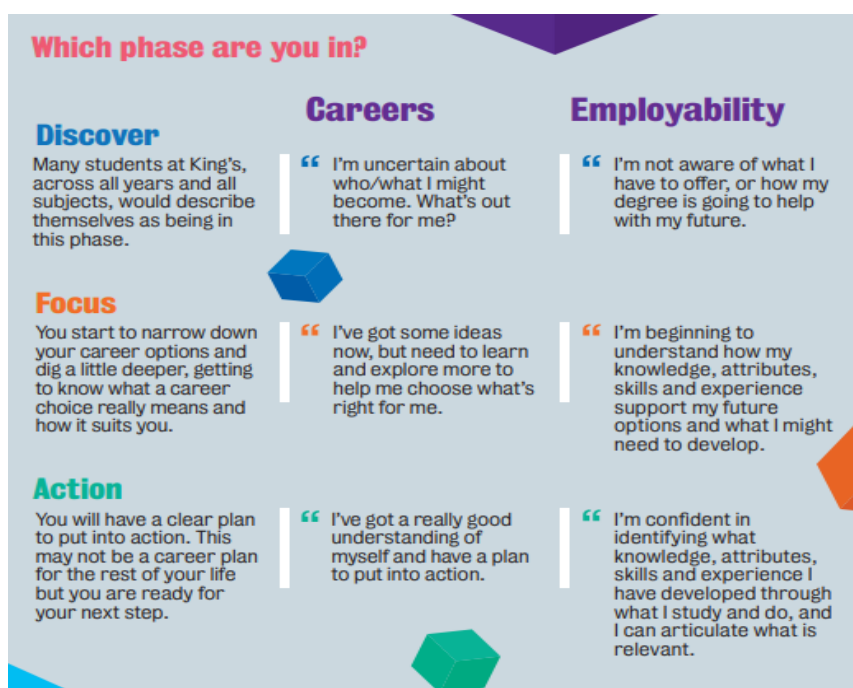 Which phase are you in?
Careers
Employability
Discover
Many students at King's,
across all years and all
subjects, would describe
themselves as being in
this phase.
“ I'm uncertain about
who/what I might
become. What's out
there for me?
“ I'm not aware of what I
have to offer, or how my
degree is going to help
with my future.
Focus
You start to narrow down
your career options and
dig a little deeper, getting
to know what a career
choice really means and
how it suits you.
“ I've got some ideas
now, but need to learn
and explore more to
help me choose what's
right for me.
“ I'm beginning to
understand how my
knowledge, attributes,
skills and experience
support my future
options and what I might
need to develop.
Action
You will have a clear plan
to put into action. This
may not be a career plan
for the rest of your life
but you are ready for
your next step.
“ I've got a really good
understanding of
myself and have a plan
to put into action.
“ I'm confident in
identifying what
knowledge, attributes,
skills and experience I
have developed through
what I study and do, and
I can articulate what is
relevant.